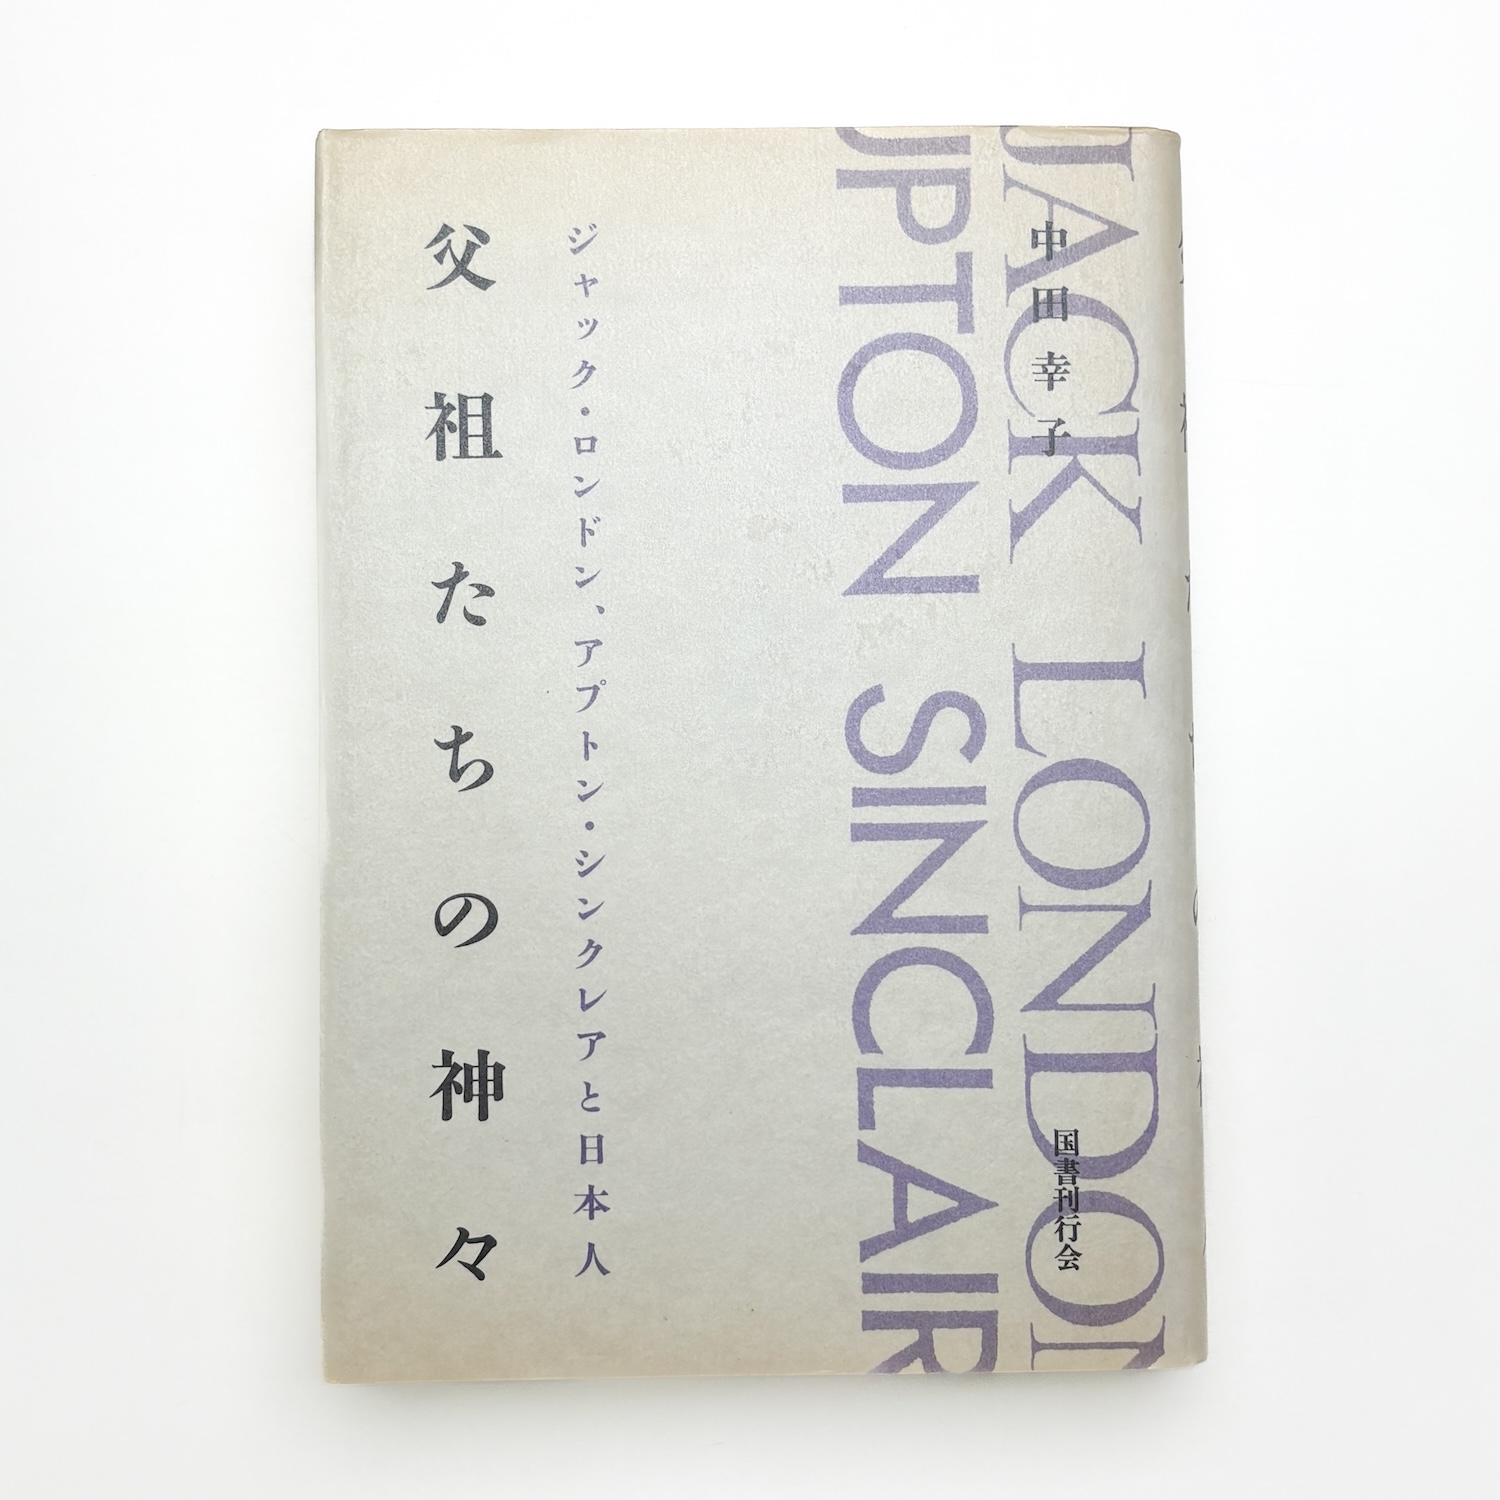 JACK LONDON
UPTON SINCLAIR
中田幸子
国書刊行会
ジャック・ロンドン、アプトン・シンクレアと日本人
父祖たちの神々